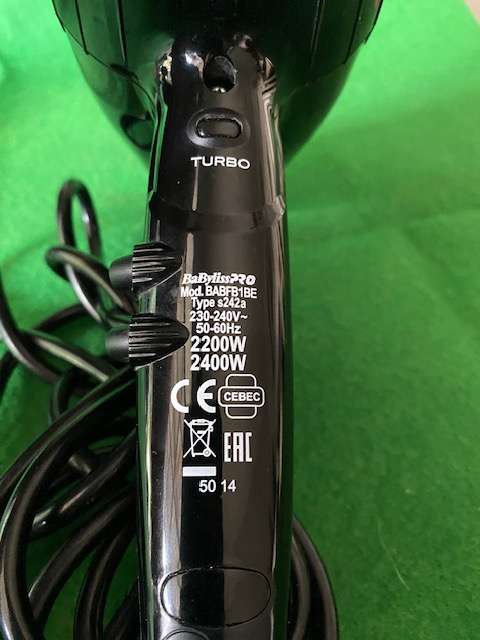 TURBO
BaBylissPRO
Mod. BABFB1BE
Type s242a
230-240V~
50-60Hz
2200W
2400W
CE CEBEC
EAC
50 14